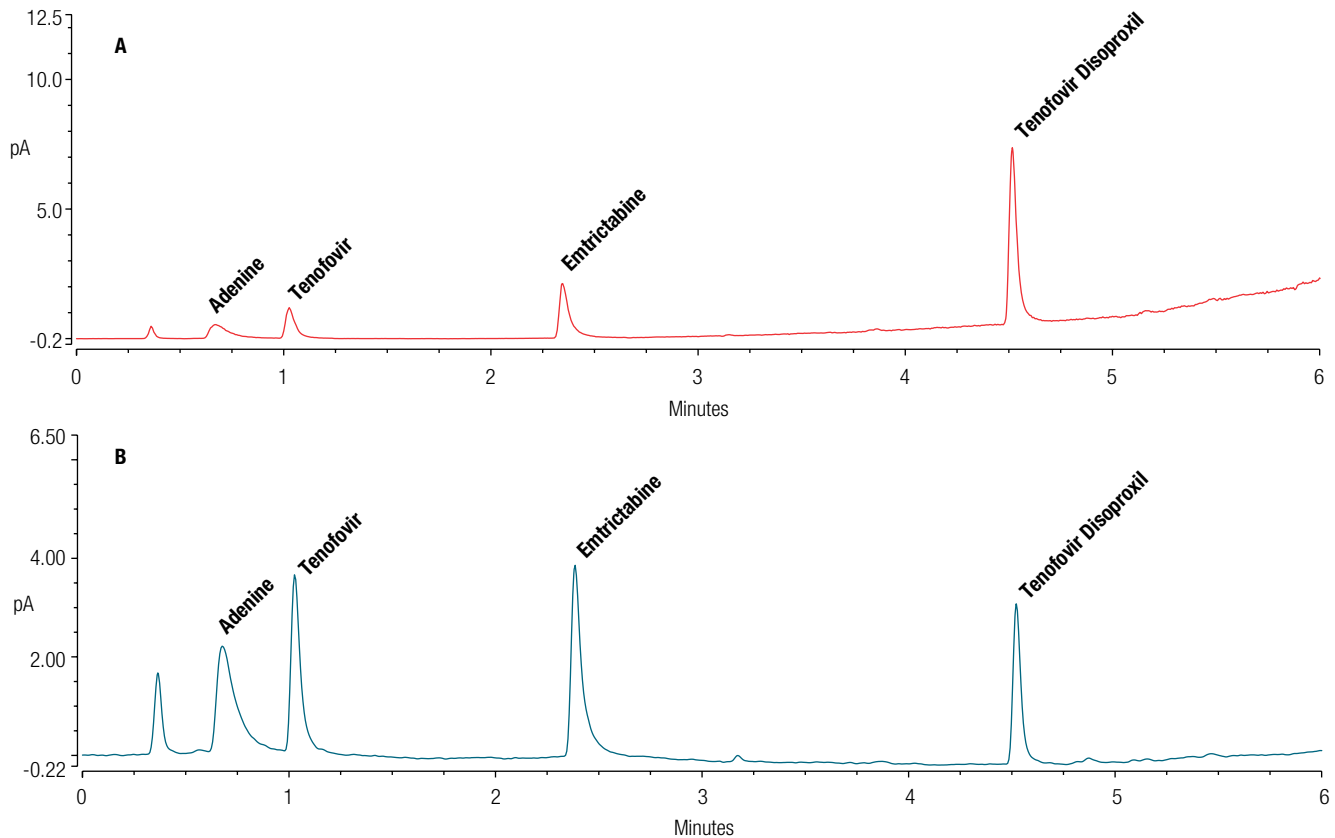 12.5
A
10.0
pA
5.0
-0.2
Adenine
Tenofovir
Emtrictabine
Tenofovir Disoproxil
0 1 2 3 4 5 6
Minutes
6.50
B
4.00
pA
2.00
-0.22
Adenine
Tenofovir
Emtrictabine
Tenofovir Disoproxil
0 1 2 3 4 5 6
Minutes